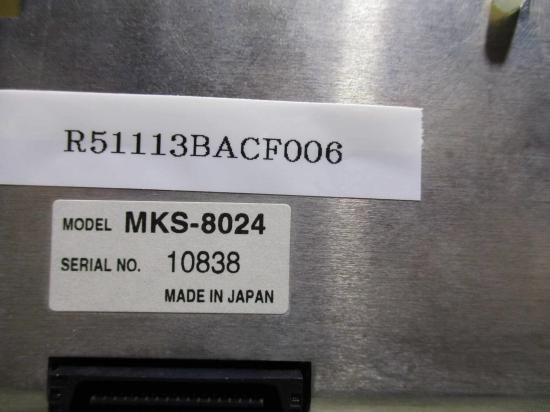 R51113BACF006
MODEL MKS-8024
SERIAL NO. 10838
MADE IN JAPAN